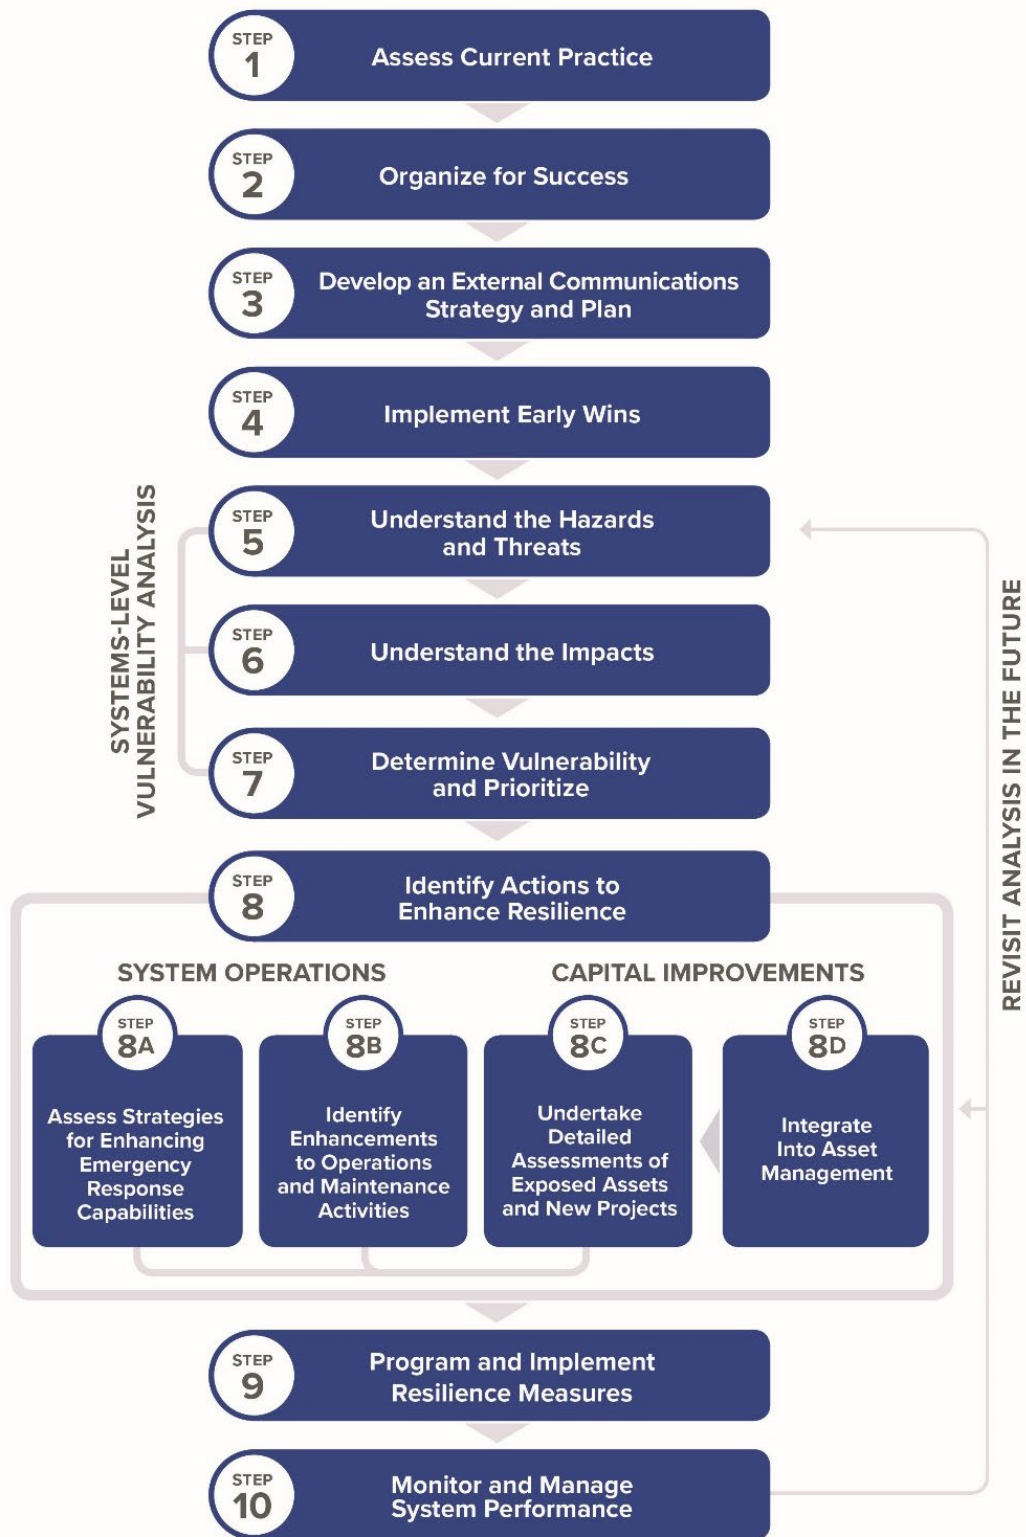 STEP
1
Assess Current Practice
STEP
2
Organize for Success
STEP
3
Develop an External Communications
Strategy and Plan
STEP
4
Implement Early Wins
SYSTEMS-LEVEL
VULNERABILITY ANALYSIS
STEP
5
Understand the Hazards
and Threats
STEP
6
Understand the Impacts
STEP
7
Determine Vulnerability
and Prioritize
REVISIT ANALYSIS IN THE FUTURE
STEP
8
Identify Actions to
Enhance Resilience
SYSTEM OPERATIONS
CAPITAL IMPROVEMENTS
STEP
8A
Assess Strategies
for Enhancing
Emergency
Response
Capabilities
STEP
8B
Identify
Enhancements
to Operations
and Maintenance
Activities
STEP
8C
Undertake
Detailed
Assessments of
Exposed Assets
and New Projects
STEP
8D
Integrate
Into Asset
Management
STEP
9
Program and Implement
Resilience Measures
STEP
10
Monitor and Manage
System Performance